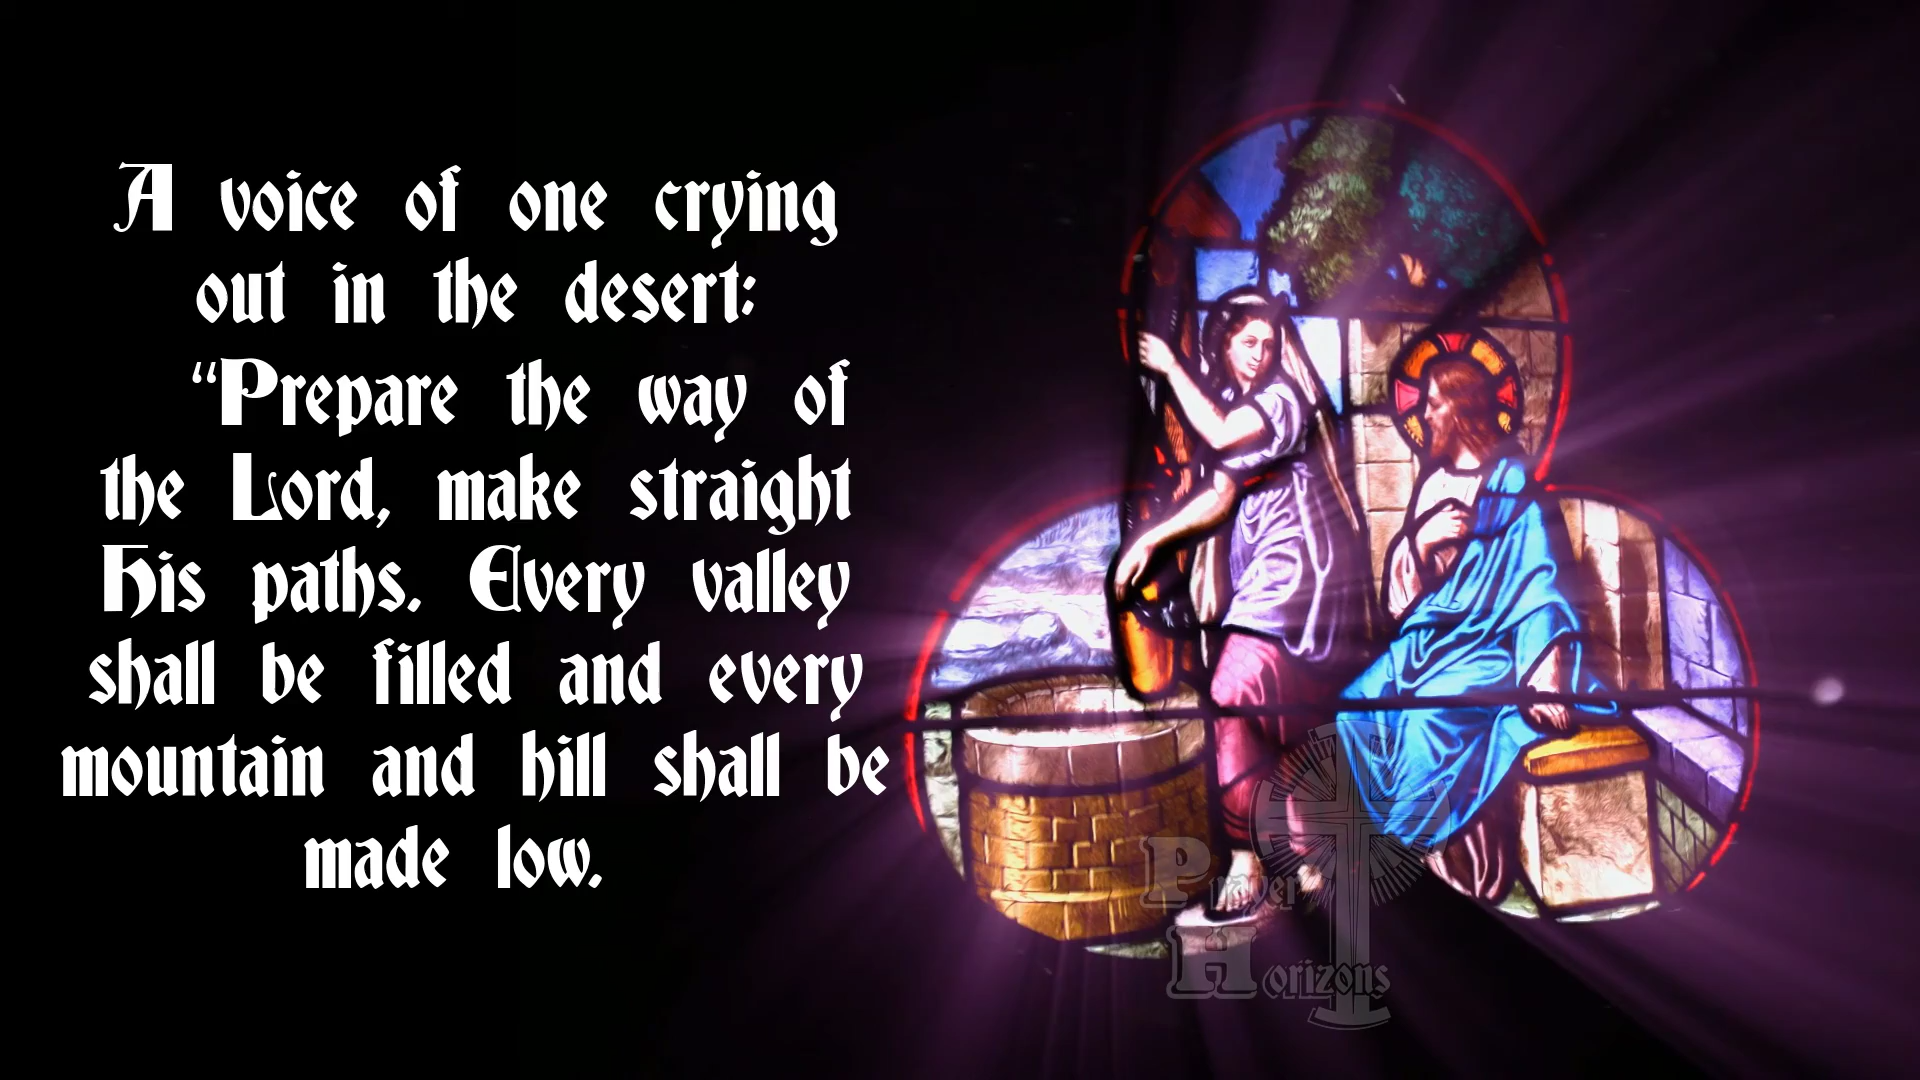 A voice of one crying
out in the desert:
“Prepare the way of
the Lord, make straight
His paths. Every valley
shall be filled and every
mountain and hill shall be
made low.
Prayer
Horizons